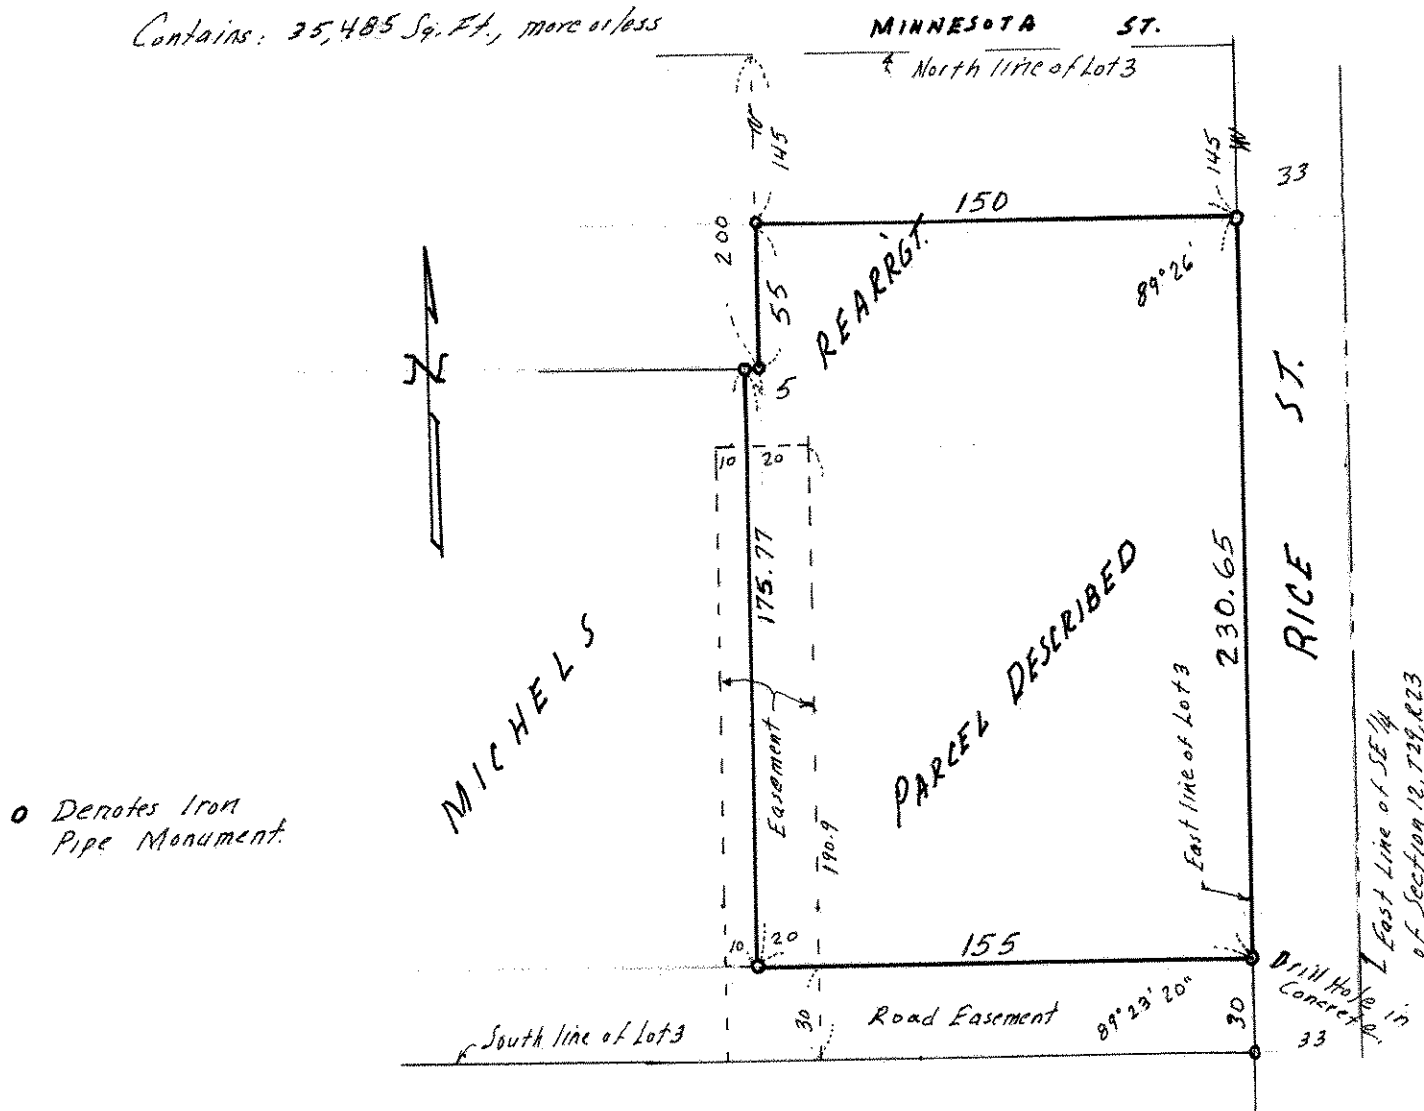 Contains: 35,485 Sq. Ft., more or less
MINNESOTA ST.
North line of Lot 3
145
145
33
150
200
55
REARR'GT.
89°26'
N
5
ST.
10 20
175.77
230.65
RICE
PARCEL DESCRIBED
MICHELS
Easement
190.9
East line of Lot 3
East Line of SE 1/4
of Section 12, T29, R23
o Denotes Iron
Pipe Monument.
10 20
155
Drill Hole in
Concrete.
30
Road Easement
89°23'20"
30
33
South line of Lot 3